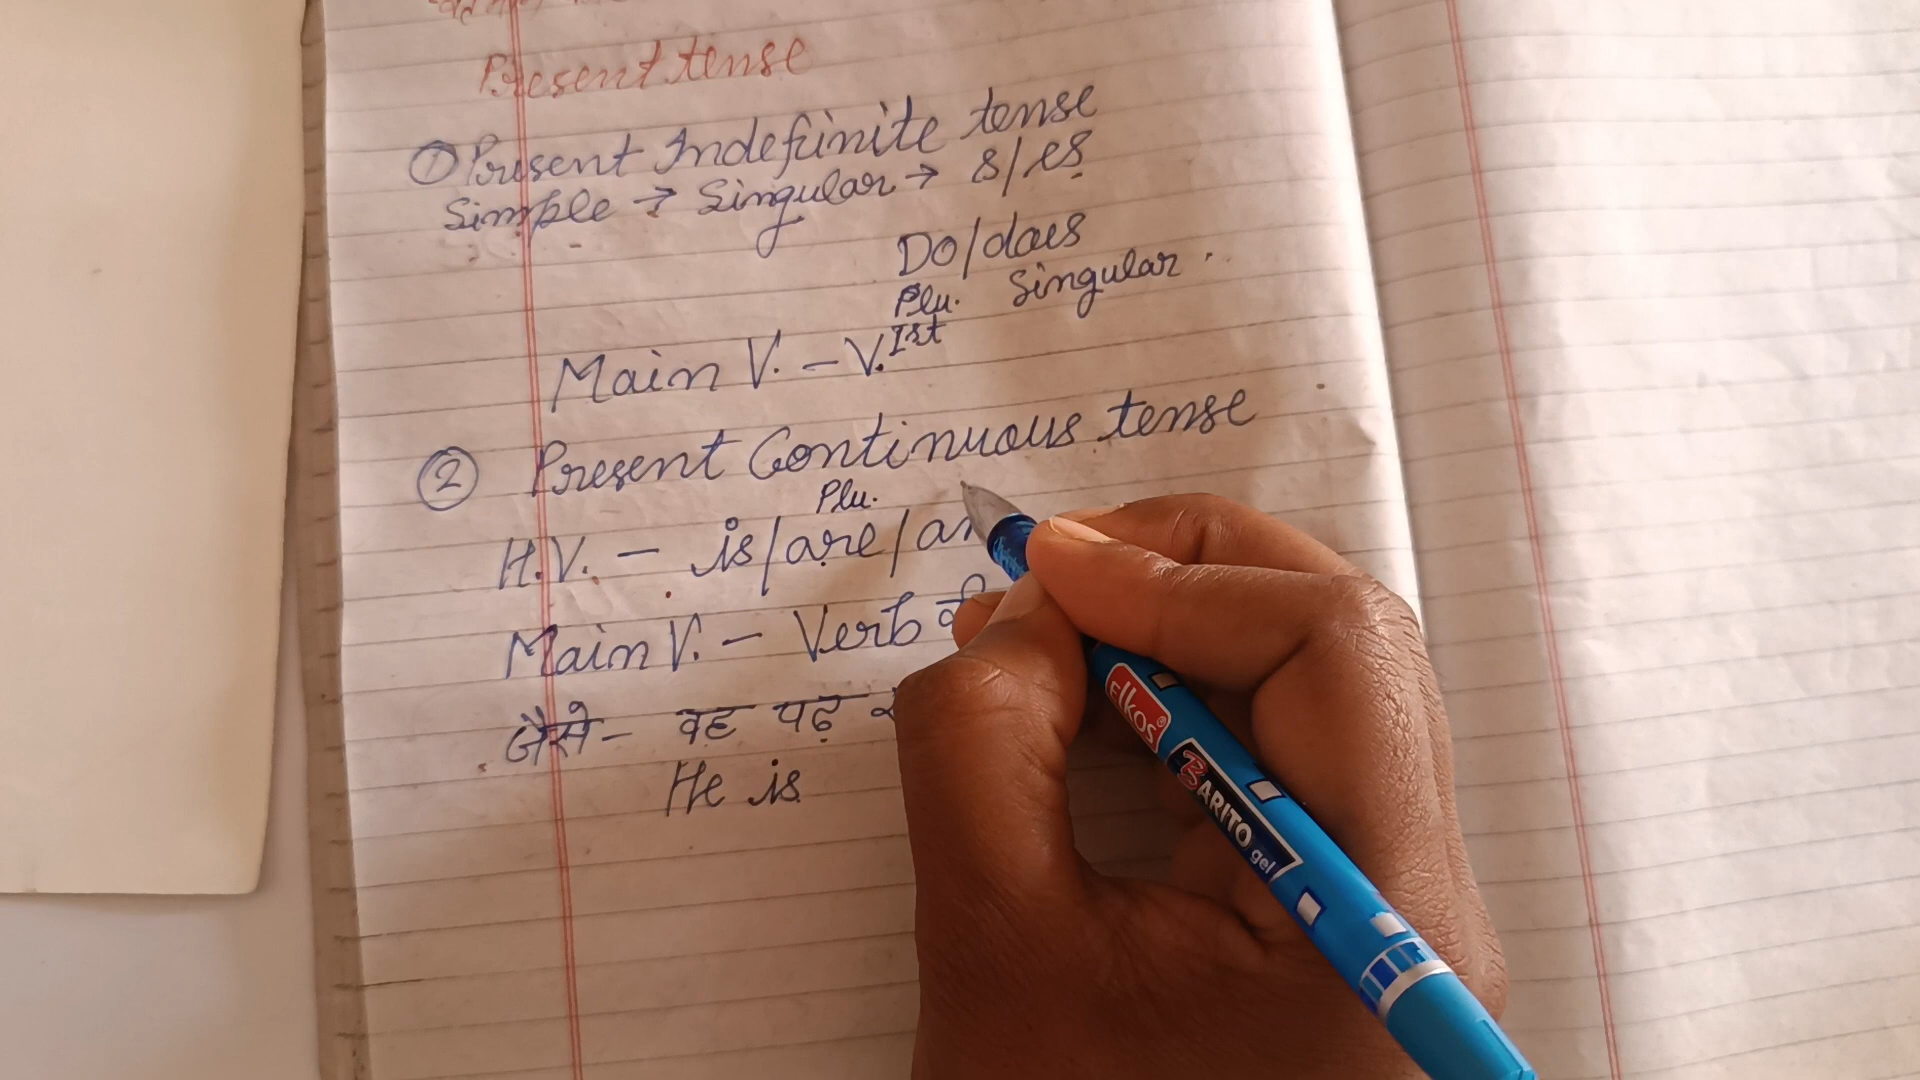 Present tense
① Present Indefinite tense
Simple → Singular → s/es
Do/does
Plu. Singular.
Main V. – V.Ist
② Present Continuous tense
Plu.
H.V. – is/are/
Main V. – Verb
जैसे – वह पढ़
He is
Elkos
BARITO gel